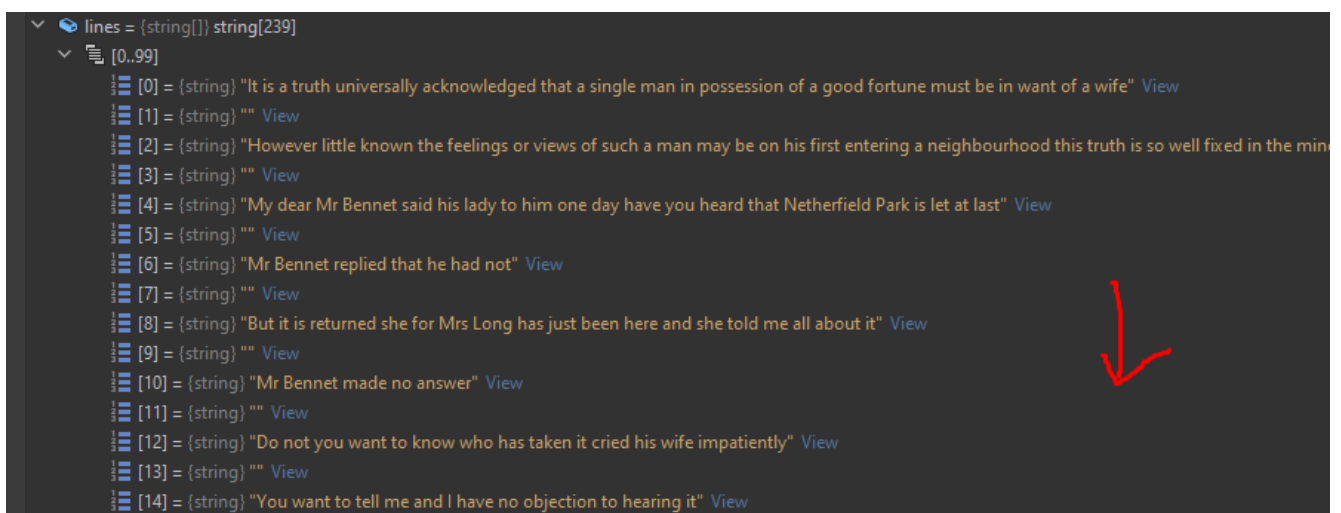 lines = {string[]} string[239]
[0..99]
[0] = {string} "It is a truth universally acknowledged that a single man in possession of a good fortune must be in want of a wife" View
[1] = {string} "" View
[2] = {string} "However little known the feelings or views of such a man may be on his first entering a neighbourhood this truth is so well fixed in the
[3] = {string} "" View
[4] = {string} "My dear Mr Bennet said his lady to him one day have you heard that Netherfield Park is let at last" View
[5] = {string} "" View
[6] = {string} "Mr Bennet replied that he had not" View
[7] = {string} "" View
[8] = {string} "But it is returned she for Mrs Long has just been here and she told me all about it" View
[9] = {string} "" View
[10] = {string} "Mr Bennet made no answer" View
[11] = {string} "" View
[12] = {string} "Do not you want to know who has taken it cried his wife impatiently" View
[13] = {string} "" View
[14] = {string} "You want to tell me and I have no objection to hearing it" View